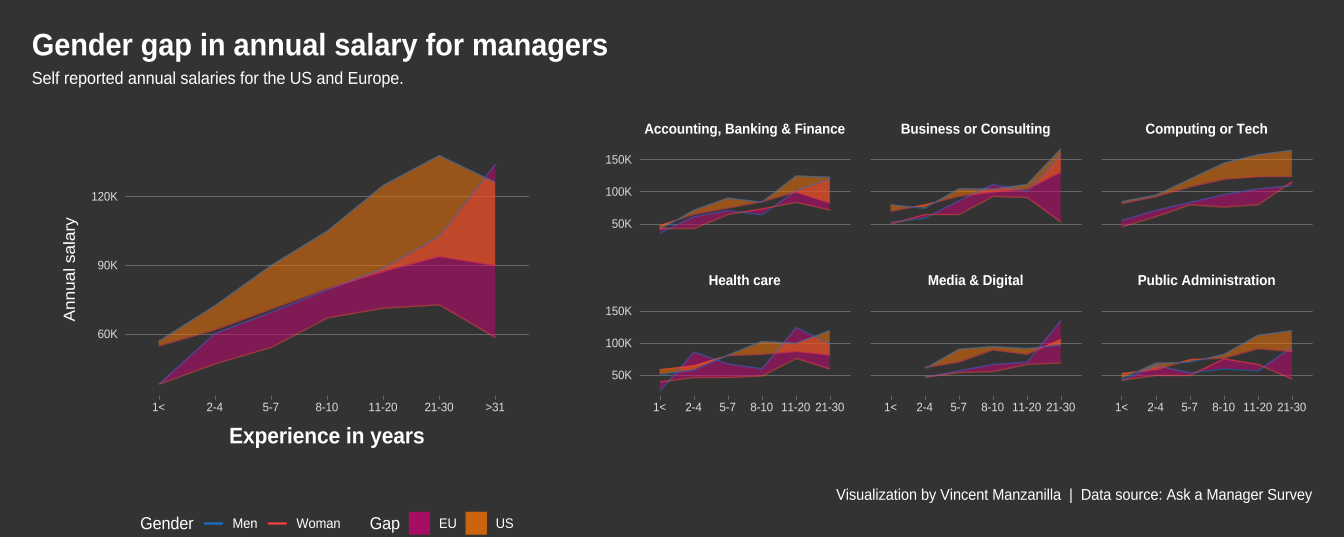 Gender gap in annual salary for managers
Self reported annual salaries for the US and Europe.
Annual salary
120K
90K
60K
1< 2-4 5-7 8-10 11-20 21-30 >31
Experience in years
Accounting, Banking & Finance Business or Consulting Computing or Tech
150K
100K
50K
Health care Media & Digital Public Administration
150K
100K
50K
1< 2-4 5-7 8-10 11-20 21-30 1< 2-4 5-7 8-10 11-20 21-30 1< 2-4 5-7 8-10 11-20 21-30
Visualization by Vincent Manzanilla | Data source: Ask a Manager Survey
Gender Men Woman Gap EU US